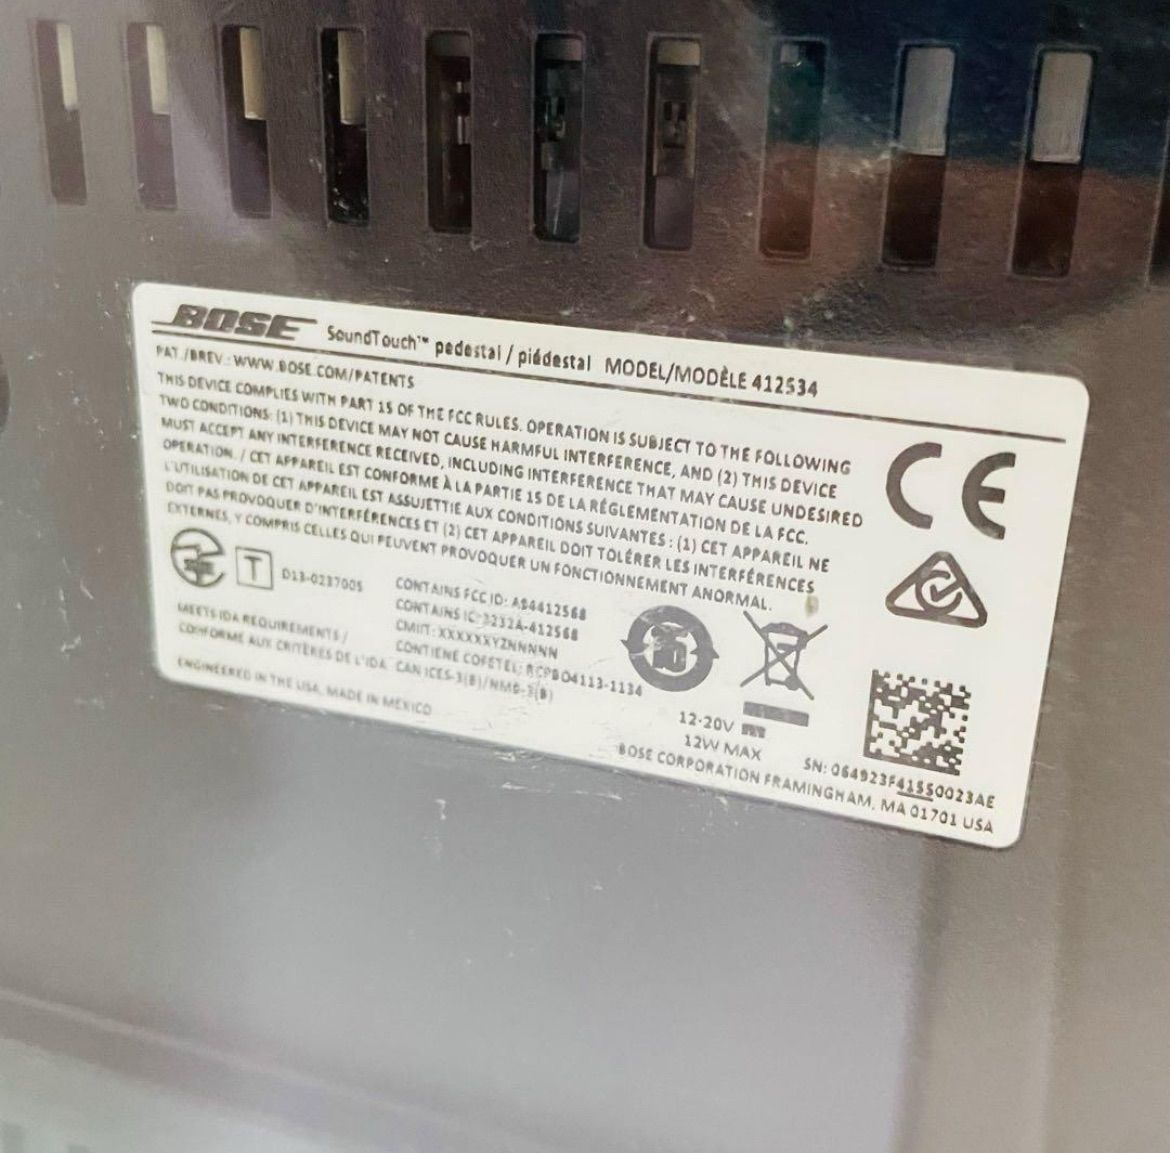 BOSE SoundTouch™ pedestal / piédestal MODEL/MODÈLE 412534
PAT./BREV.: WWW.BOSE.COM/PATENTS
THIS DEVICE COMPLIES WITH PART 15 OF THE FCC RULES. OPERATION IS SUBJECT TO THE FOLLOWING
TWO CONDITIONS: (1) THIS DEVICE MAY NOT CAUSE HARMFUL INTERFERENCE, AND (2) THIS DEVICE
MUST ACCEPT ANY INTERFERENCE RECEIVED, INCLUDING INTERFERENCE THAT MAY CAUSE UNDESIRED
OPERATION. / CET APPAREIL EST CONFORME À LA PARTIE 15 DE LA RÉGLEMENTATION DE LA FCC.
L'UTILISATION DE CET APPAREIL EST ASSUJETTIE AUX CONDITIONS SUIVANTES : (1) CET APPAREIL NE
DOIT PAS PROVOQUER D'INTERFÉRENCES ET (2) CET APPAREIL DOIT TOLÉRER LES INTERFÉRENCES
EXTERNES, Y COMPRIS CELLES QUI PEUVENT PROVOQUER UN FONCTIONNEMENT ANORMAL.
T D13-0237005
CONTAINS FCC ID: A94412568
CONTAINS IC: 3232A-412568
CMIIT: XXXXXXYZNNNNN
CONTIENE COFETEL: RCPBO4113-1134
CAN ICES-3(B)/NMB-3(B)
MEETS IDA REQUIREMENTS /
CONFORME AUX CRITÈRES DE L'IDA
ENGINEERED IN THE USA, MADE IN MEXICO
CE
12-20V
12W MAX
SN: 064923F41550023AE
BOSE CORPORATION FRAMINGHAM, MA 01701 USA